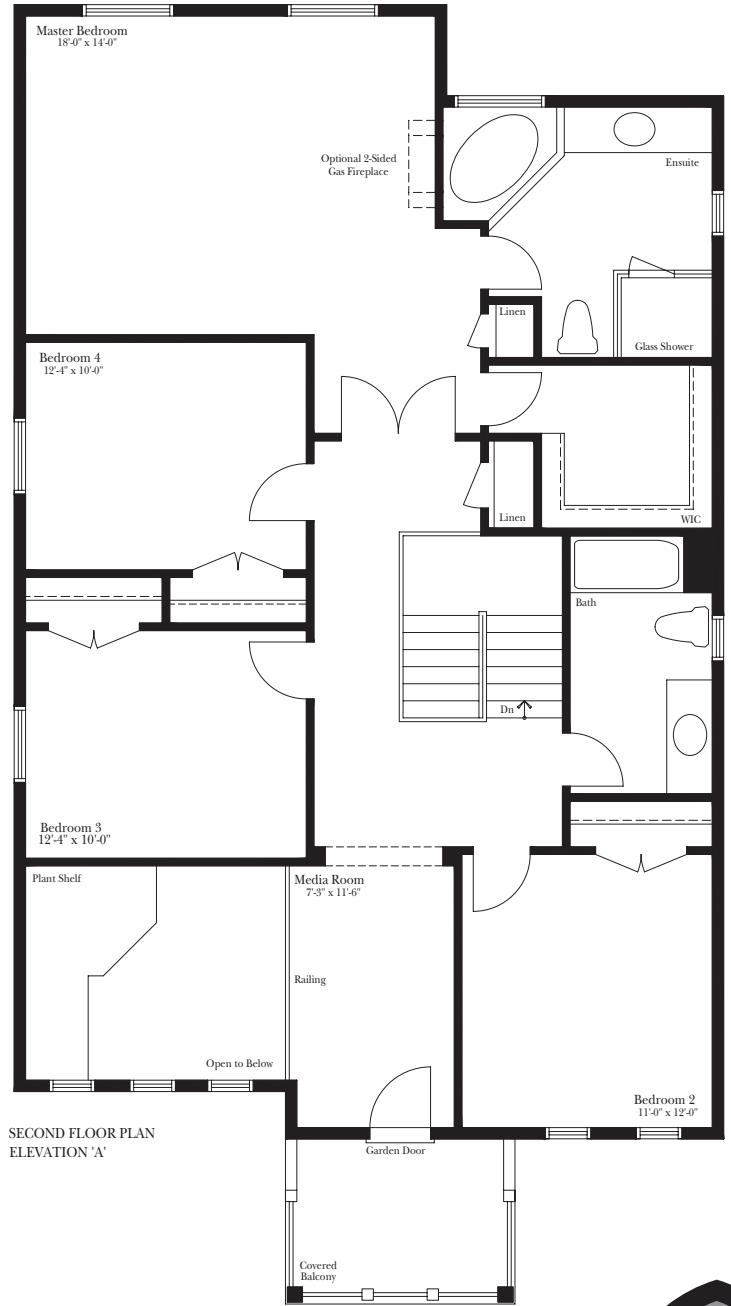 Master Bedroom
18'-0" x 14'-0"
Optional 2-Sided
Gas Fireplace
Ensuite
Linen
Glass Shower
Bedroom 4
12'-4" x 10'-0"
Linen
WIC
Bath
Dn
Bedroom 3
12'-4" x 10'-0"
Plant Shelf
Media Room
7'-3" x 11'-6"
Railing
Open to Below
Bedroom 2
11'-0" x 12'-0"
SECOND FLOOR PLAN
ELEVATION 'A'
Garden Door
Covered
Balcony